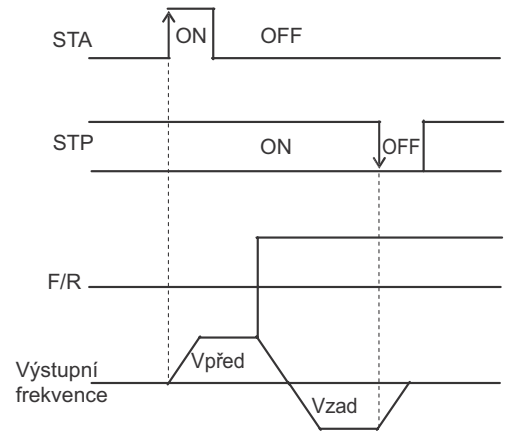 STA
ON
OFF
STP
ON
OFF
F/R
Vpřed
Výstupní
frekvence
Vzad